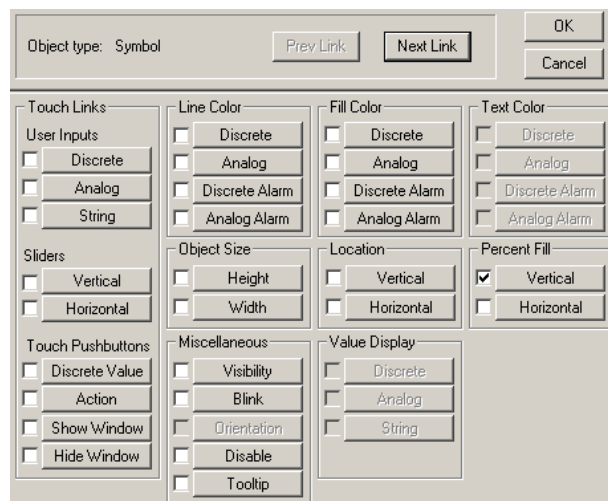 Object type: Symbol
Prev Link
Next Link
OK
Cancel
Touch Links
User Inputs
Discrete
Analog
String
Sliders
Vertical
Horizontal
Touch Pushbuttons
Discrete Value
Action
Show Window
Hide Window
Line Color
Discrete
Analog
Discrete Alarm
Analog Alarm
Object Size
Height
Width
Miscellaneous
Visibility
Blink
Orientation
Disable
Tooltip
Fill Color
Discrete
Analog
Discrete Alarm
Analog Alarm
Location
Vertical
Horizontal
Value Display
Discrete
Analog
String
Text Color
Discrete
Analog
Discrete Alarm
Analog Alarm
Percent Fill
Vertical
Horizontal